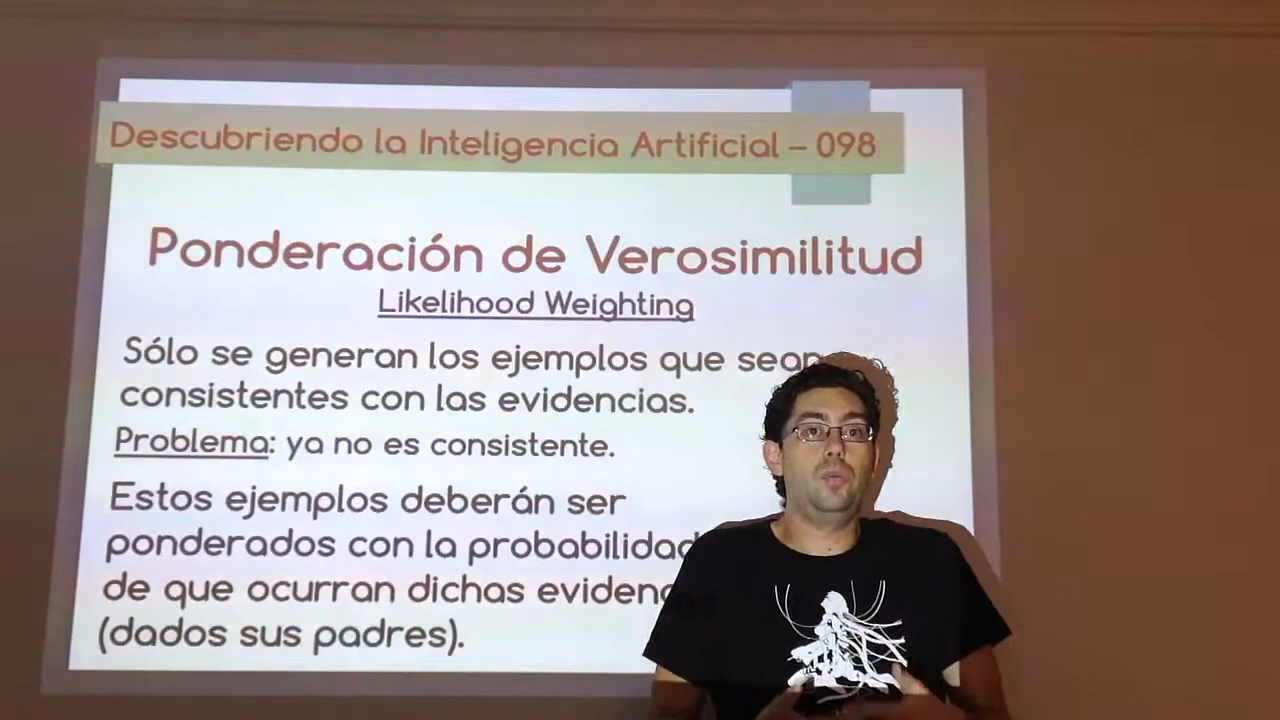 Descubriendo la Inteligencia Artificial – 098
Ponderación de Verosimilitud
Likelihood Weighting
Sólo se generan los ejemplos que sean
consistentes con las evidencias.
Problema: ya no es consistente.
Estos ejemplos deberán ser
ponderados con la probabilidad
de que ocurran dichas
(dados sus padres).